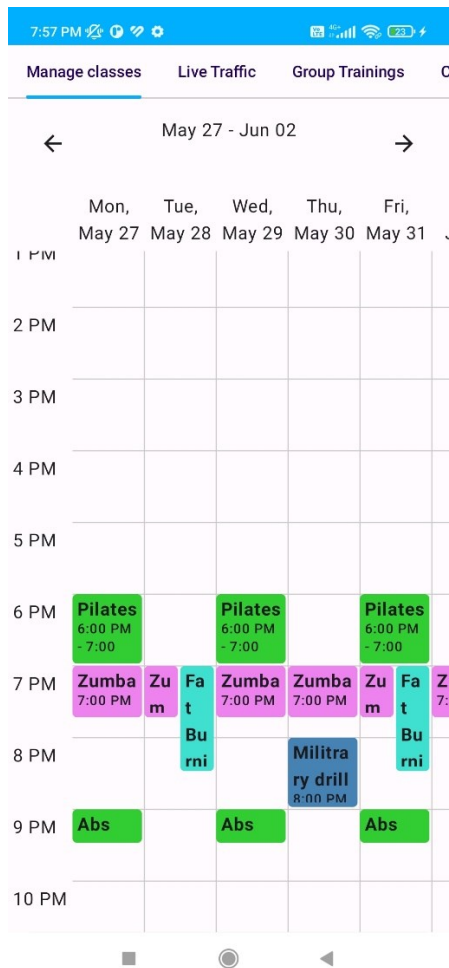 7:57 PM
4G+
23
Manage classes Live Traffic Group Trainings
May 27 - Jun 02
Mon, Tue, Wed, Thu, Fri,
May 27 May 28 May 29 May 30 May 31
1 PM
2 PM
3 PM
4 PM
5 PM
6 PM
Pilates Pilates Pilates
6:00 PM 6:00 PM 6:00 PM
- 7:00 - 7:00 - 7:00
7 PM
Zumba Zu Fa Zumba Zumba Zu Fa Z
7:00 PM m t 7:00 PM 7:00 PM m t 7:
Bu Bu
rni rni
8 PM
Militra
ry drill
8:00 PM
9 PM Abs Abs Abs
10 PM